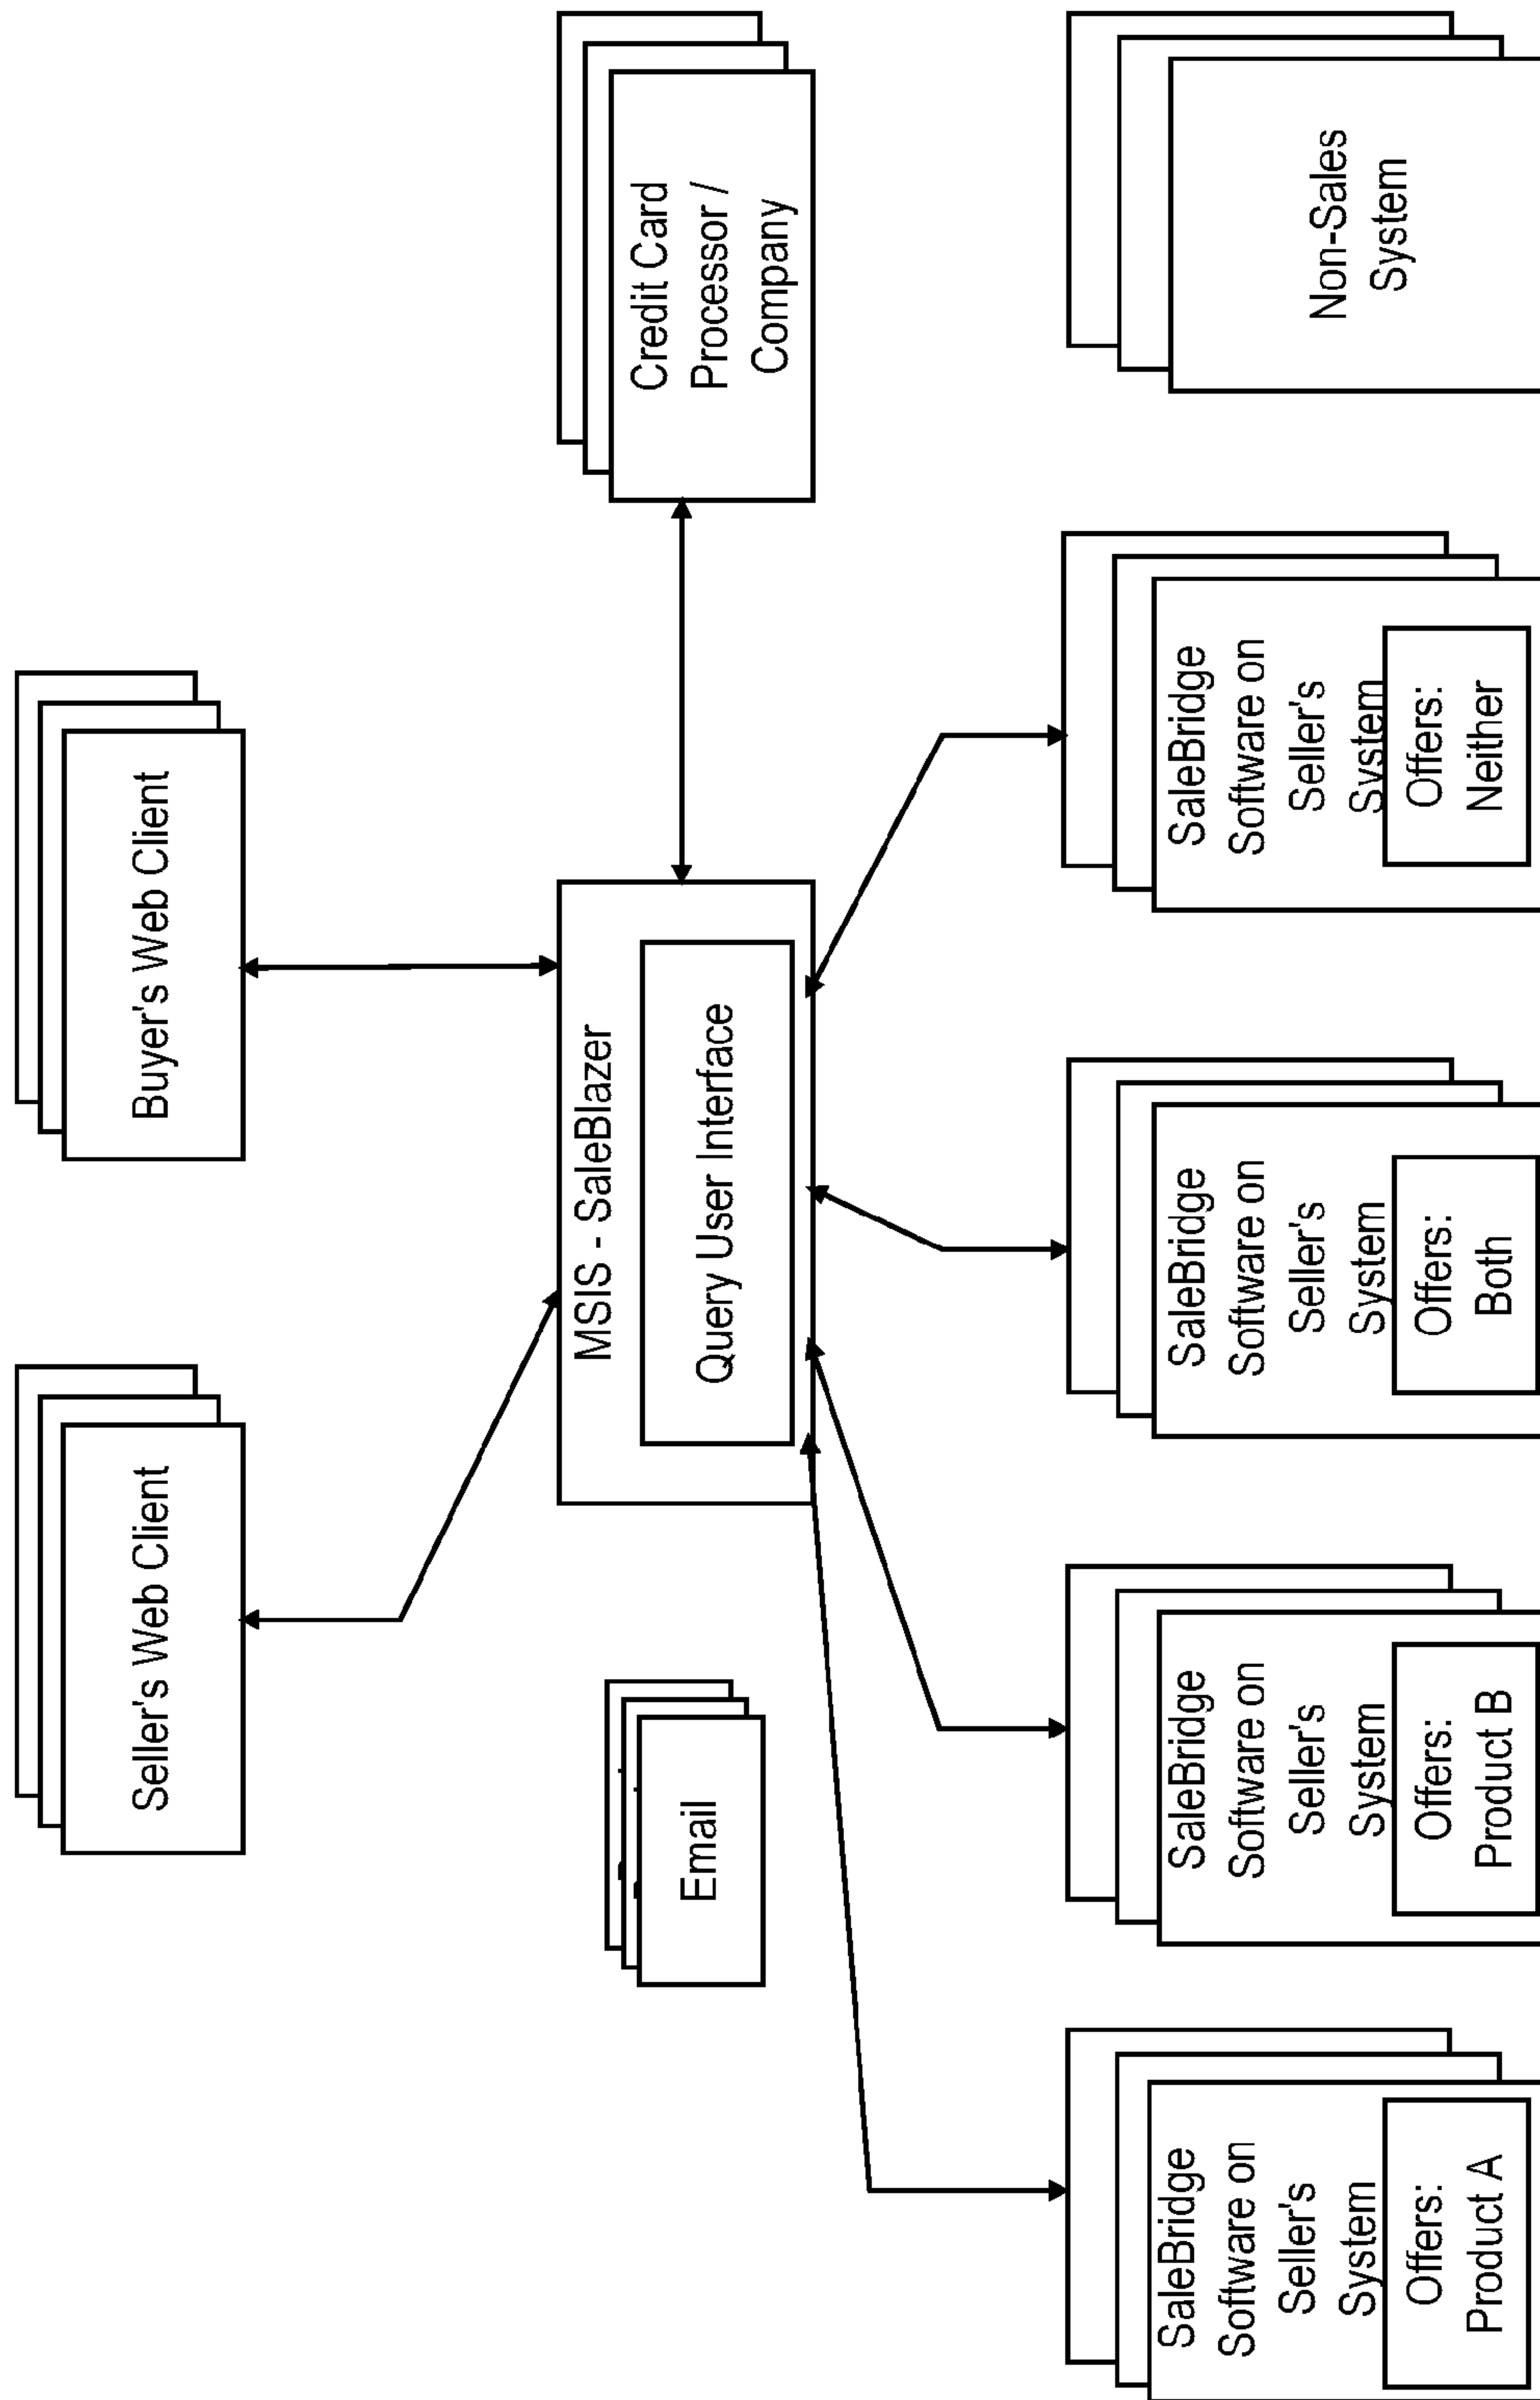 Seller's Web Client
Buyer's Web Client
Email
MSIS - SaleBlazer
Query User Interface
Credit Card
Processor /
Company
SaleBridge
Software on
Seller's
System
Offers:
Product A
SaleBridge
Software on
Seller's
System
Offers:
Product B
SaleBridge
Software on
Seller's
System
Offers:
Both
SaleBridge
Software on
Seller's
System
Offers:
Neither
Non-Sales
System